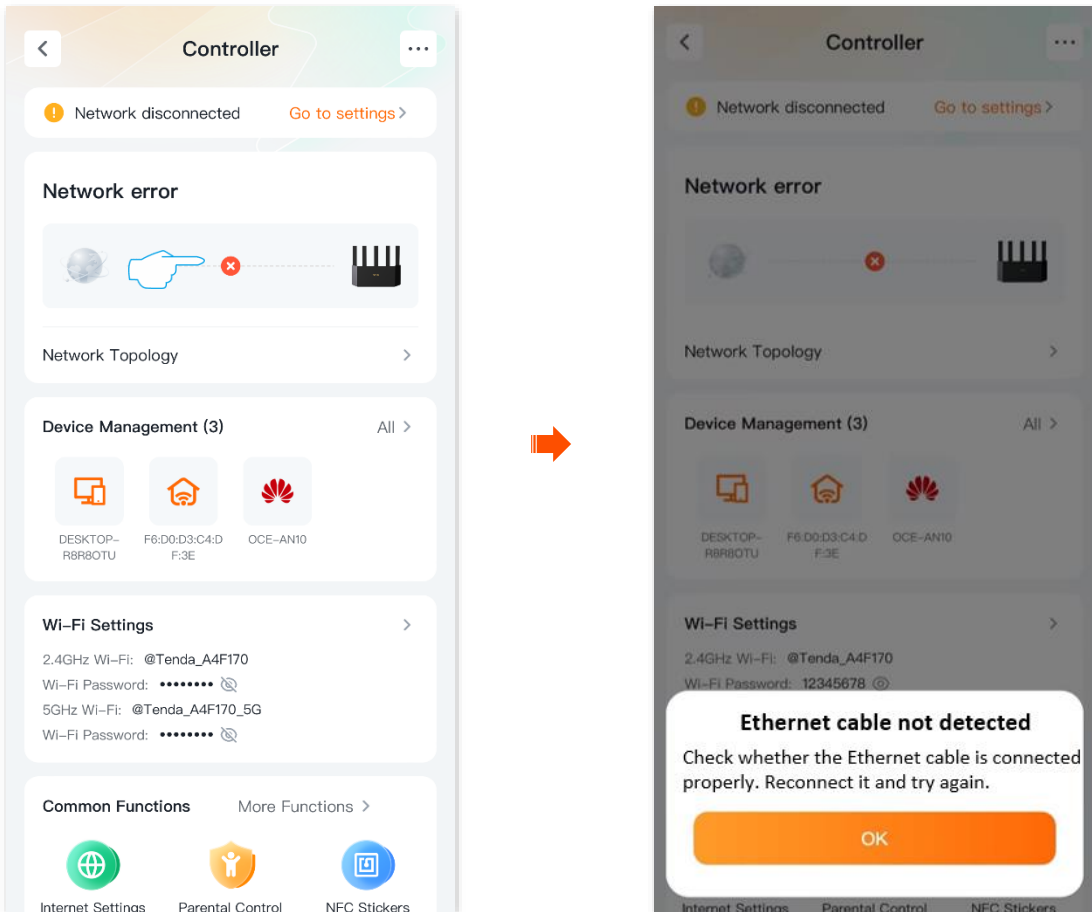 Controller
Network disconnected
Go to settings
Network error
Network Topology
Device Management (3)
All
DESKTOP-
R8R8OTU
F6:D0:D3:C4:D
F:3E
OCE-AN10
Wi-Fi Settings
2.4GHz Wi-Fi: @Tenda_A4F170
Wi-Fi Password: ••••••••
5GHz Wi-Fi: @Tenda_A4F170_5G
Wi-Fi Password: ••••••••
Common Functions
More Functions
Internet Settings
Parental Control
NFC Stickers
Controller
Network disconnected
Go to settings
Network error
Network Topology
Device Management (3)
All
DESKTOP-
R8R8OTU
F6:D0:D3:C4:D
F:3E
OCE-AN10
Wi-Fi Settings
2.4GHz Wi-Fi: @Tenda_A4F170
Wi-Fi Password: 12345678
Ethernet cable not detected
Check whether the Ethernet cable is connected
properly. Reconnect it and try again.
OK
Internet Settings
Parental Control
NFC Stickers